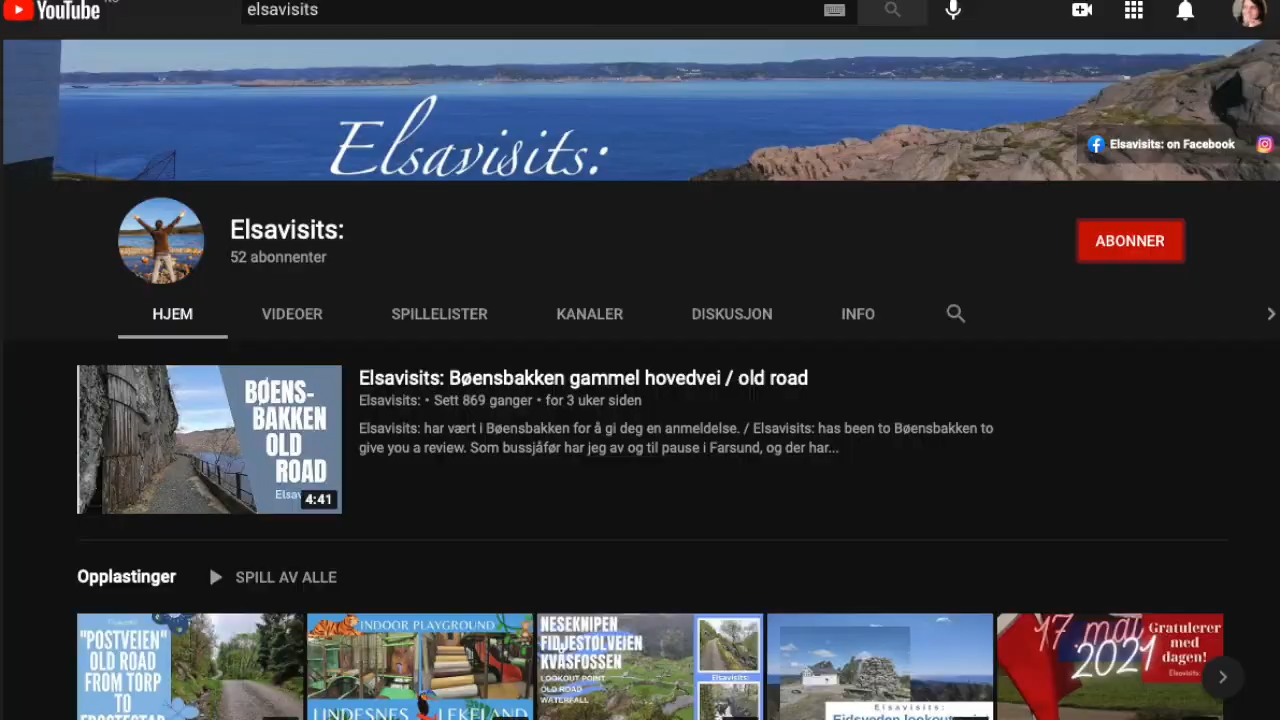 YouTube
elsavisits
Elsavisits:
Elsavisits: on Facebook
Elsavisits:
52 abonnenter
ABONNER
HJEM VIDEOER SPILLELISTER KANALER DISKUSJON INFO
BØENS-
BAKKEN
OLD
ROAD
4:41
Elsavisits: Bøensbakken gammel hovedvei / old road
Elsavisits: • Sett 869 ganger • for 3 uker siden
Elsavisits: har vært i Bøensbakken for å gi deg en anmeldelse. / Elsavisits: has been to Bøensbakken to
give you a review. Som bussjåfør har jeg av og til pause i Farsund, og der har...
Opplastinger SPILL AV ALLE
"POSTVEIEN"
OLD ROAD
FROM TORP
TO
INDOOR PLAYGROUND
LINDESNES LEKELAND
NESEKNIPEN
FIDJESTØLVEIEN
KVÅSFOSSEN
LOOKOUT POINT
OLD ROAD
WATERFALL
Elsavisits:
Elsavisits:
17 mai
2021
Gratulerer
med
dagen!
Elsavisits: